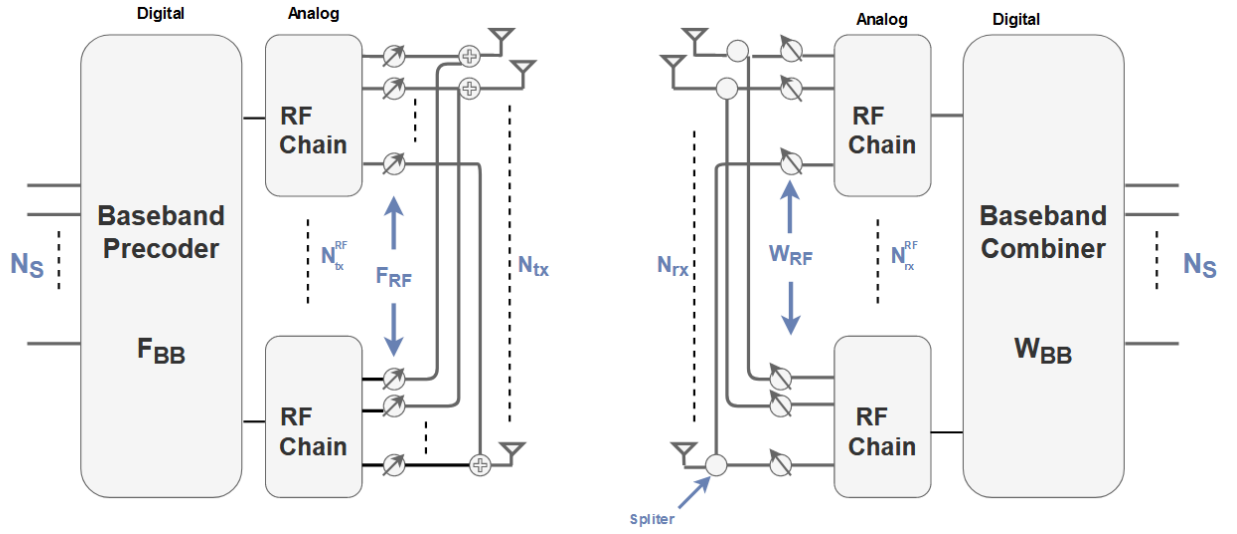 Digital
Analog
Analog
Digital
RF
Chain
RF
Chain
Baseband
Precoder
Baseband
Combiner
N_S
N_tx^RF
F_RF
N_tx
N_rx
W_RF
N_rx^RF
N_S
F_BB
W_BB
RF
Chain
RF
Chain
Spliter